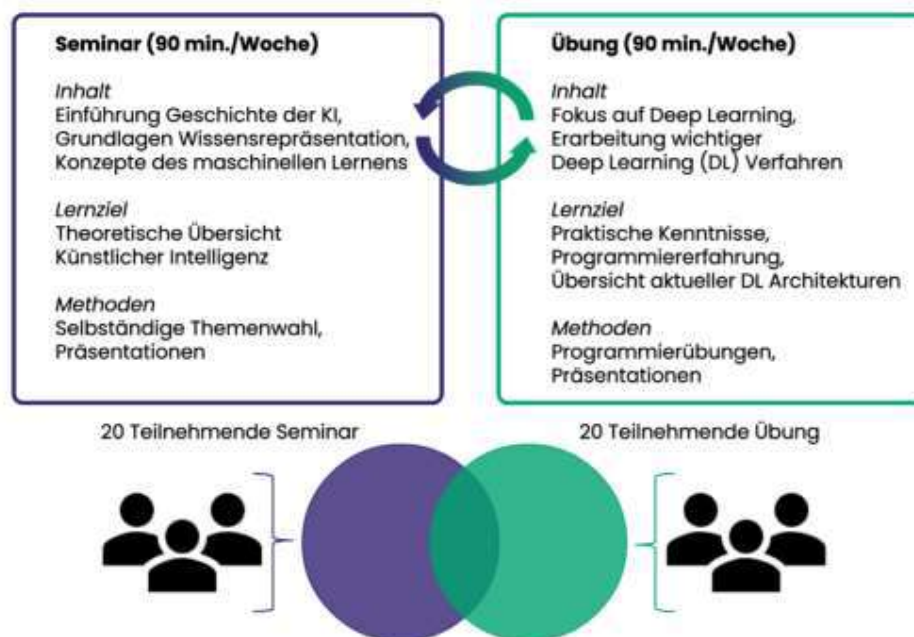 Seminar (90 min./Woche)
Inhalt
Einführung Geschichte der KI,
Grundlagen Wissensrepräsentation,
Konzepte des maschinellen Lernens
Lernziel
Theoretische Übersicht
Künstlicher Intelligenz
Methoden
Selbständige Themenwahl,
Präsentationen
Übung (90 min./Woche)
Inhalt
Fokus auf Deep Learning,
Erarbeitung wichtiger
Deep Learning (DL) Verfahren
Lernziel
Praktische Kenntnisse,
Programmiererfahrung,
Übersicht aktueller DL Architekturen
Methoden
Programmierübungen,
Präsentationen
20 Teilnehmende Seminar
20 Teilnehmende Übung